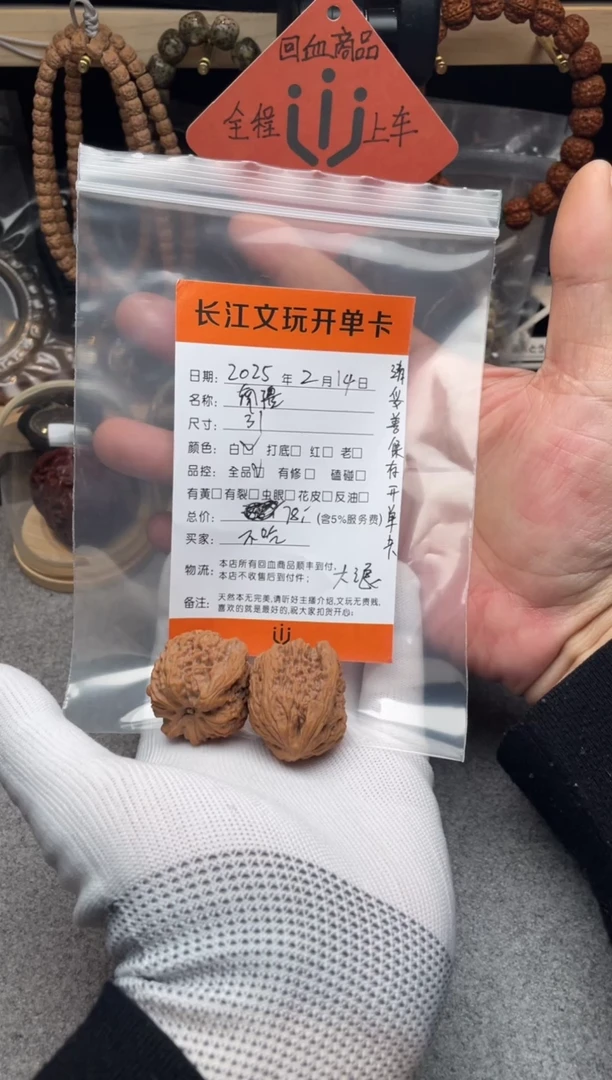 回血商品
全程 上车
长江文玩开单卡
日期: 2025 年 2 月 14 日
名称:
尺寸: 31
颜色: 白☑ 打底□ 红□ 老□
品控: 全品☑ 有修□ 磕碰□
有黄□有裂□虫眼□花皮□反油□
总价: (含5%服务费)
买家: 不吃
物流: 本店所有回血商品顺丰到付,
本店不收售后到付件;
备注: 天然本无完美,请听好主播介绍,文玩无贵贱,
喜欢的就是最好的,祝大家扣货开心;
请妥善保存开单卡